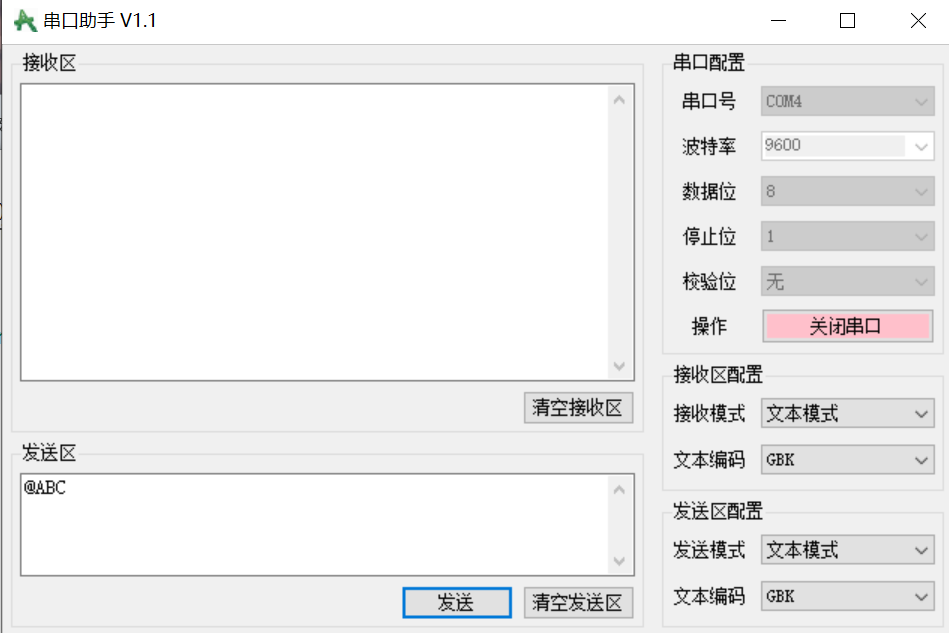 串口助手 V1.1
接收区
清空接收区
发送区
@ABC
发送
清空发送区
串口配置
串口号 COM4
波特率 9600
数据位 8
停止位 1
校验位 无
操作 关闭串口
接收区配置
接收模式 文本模式
文本编码 GBK
发送区配置
发送模式 文本模式
文本编码 GBK